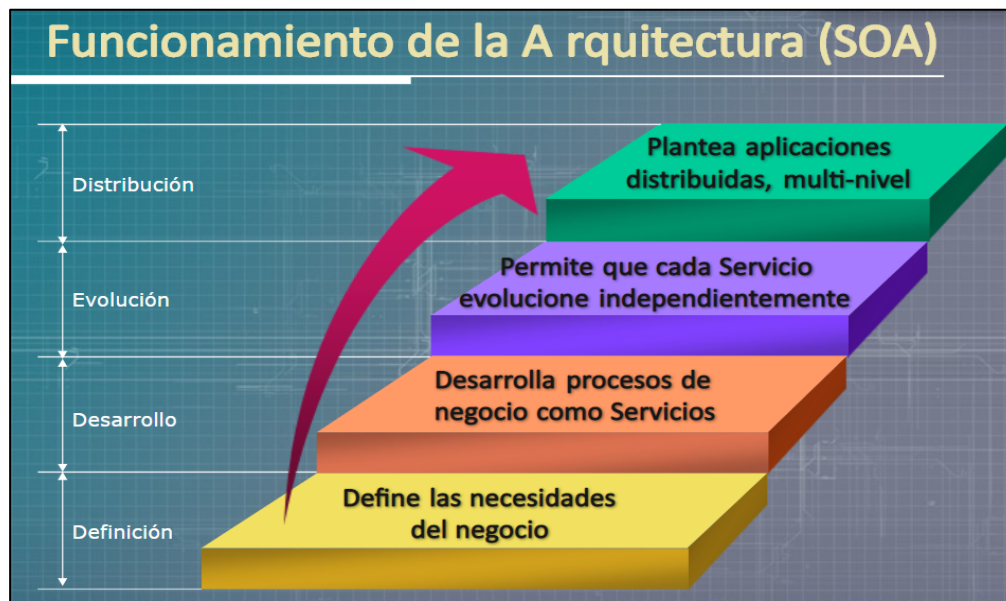 Funcionamiento de la A rquitectura (SOA)
Distribución
Plantea aplicaciones
distribuidas, multi-nivel
Evolución
Permite que cada Servicio
evolucione independientemente
Desarrollo
Desarrolla procesos de
negocio como Servicios
Definición
Define las necesidades
del negocio